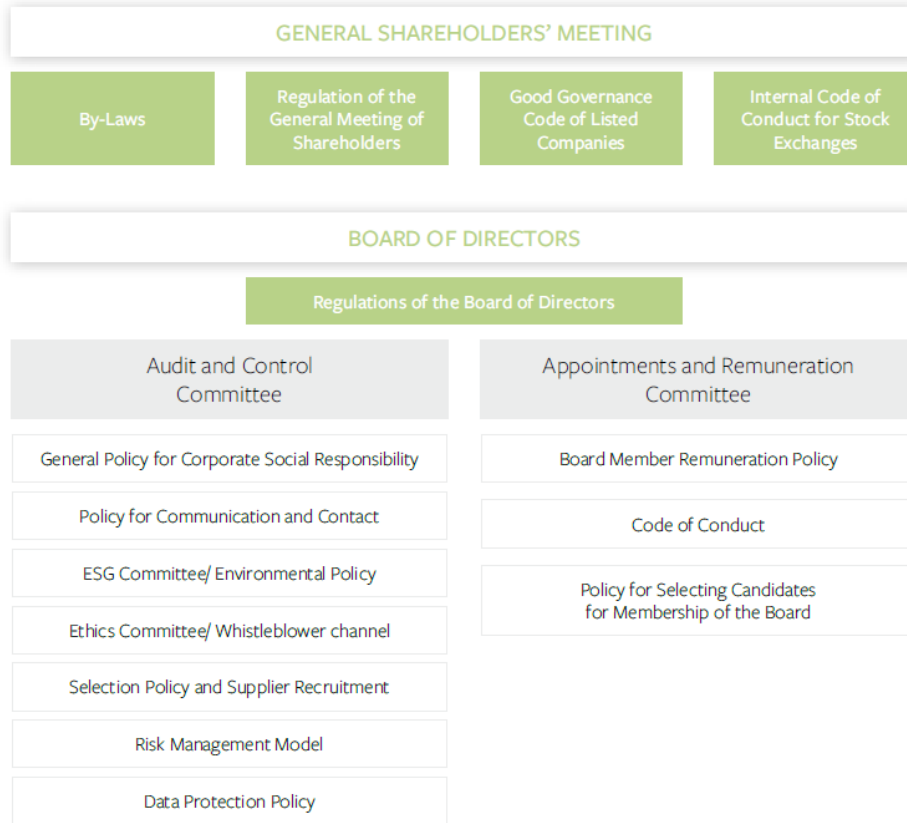 GENERAL SHAREHOLDERS’ MEETING
By-Laws
Regulation of the
General Meeting of
Shareholders
Good Governance
Code of Listed
Companies
Internal Code of
Conduct for Stock
Exchanges
BOARD OF DIRECTORS
Regulations of the Board of Directors
Audit and Control
Committee
General Policy for Corporate Social Responsibility
Policy for Communication and Contact
ESG Committee/ Environmental Policy
Ethics Committee/ Whistleblower channel
Selection Policy and Supplier Recruitment
Risk Management Model
Data Protection Policy
Appointments and Remuneration
Committee
Board Member Remuneration Policy
Code of Conduct
Policy for Selecting Candidates
for Membership of the Board